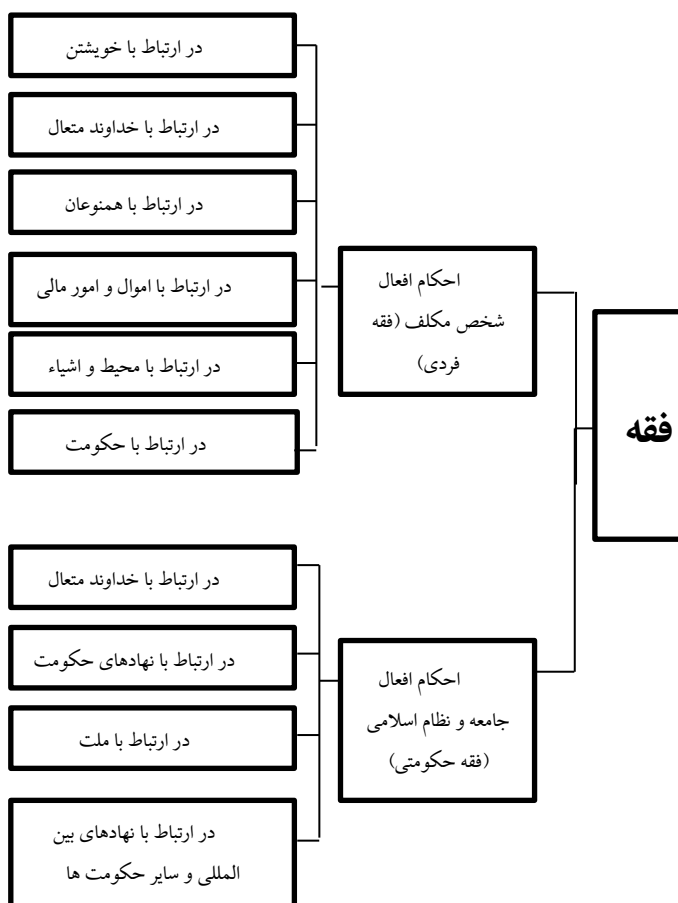 فقه
احکام افعال
شخص مکلف (فقه
فردی)
در ارتباط با خویشتن
در ارتباط با خداوند متعال
در ارتباط با همنوعان
در ارتباط با اموال و امور مالی
در ارتباط با محیط و اشیاء
در ارتباط با حکومت
احکام افعال
جامعه و نظام اسلامی
(فقه حکومتی)
در ارتباط با خداوند متعال
در ارتباط با نهادهای حکومت
در ارتباط با ملت
در ارتباط با نهادهای بین
المللی و سایر حکومت ها